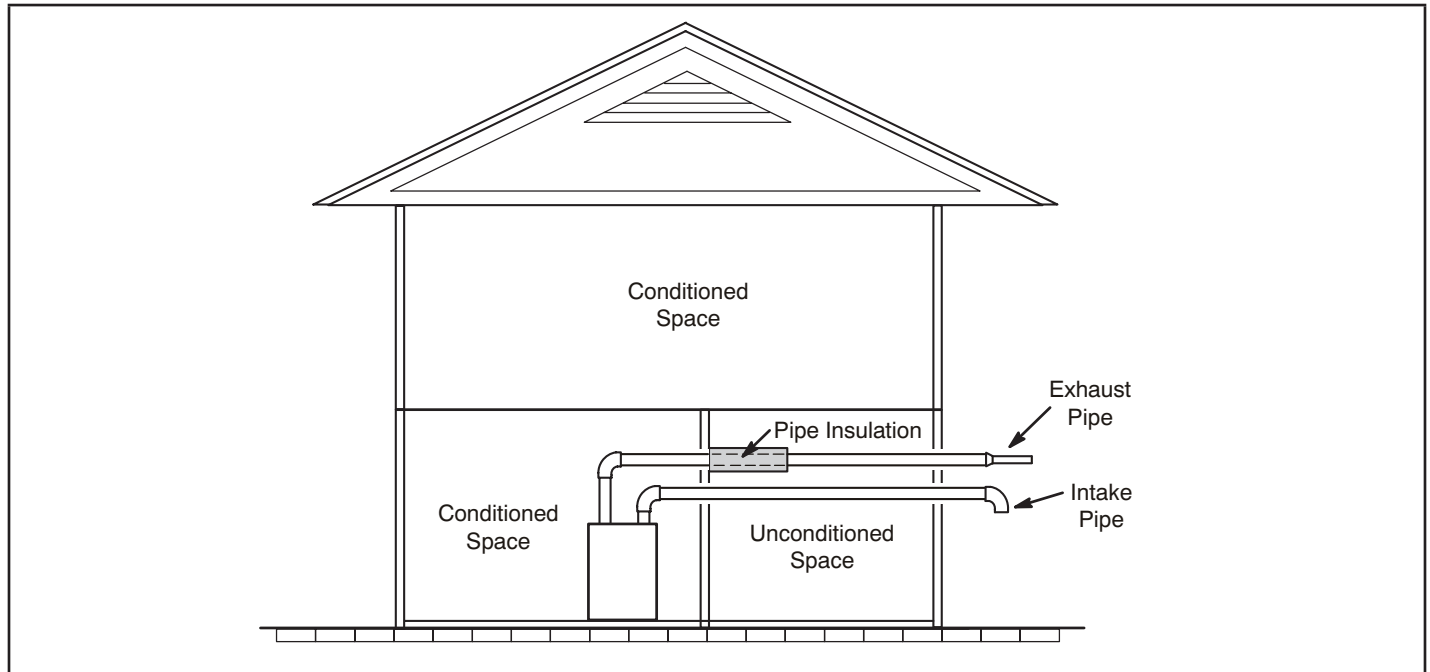 Conditioned
Space
Exhaust
Pipe
Pipe Insulation
Intake
Pipe
Conditioned
Space
Unconditioned
Space